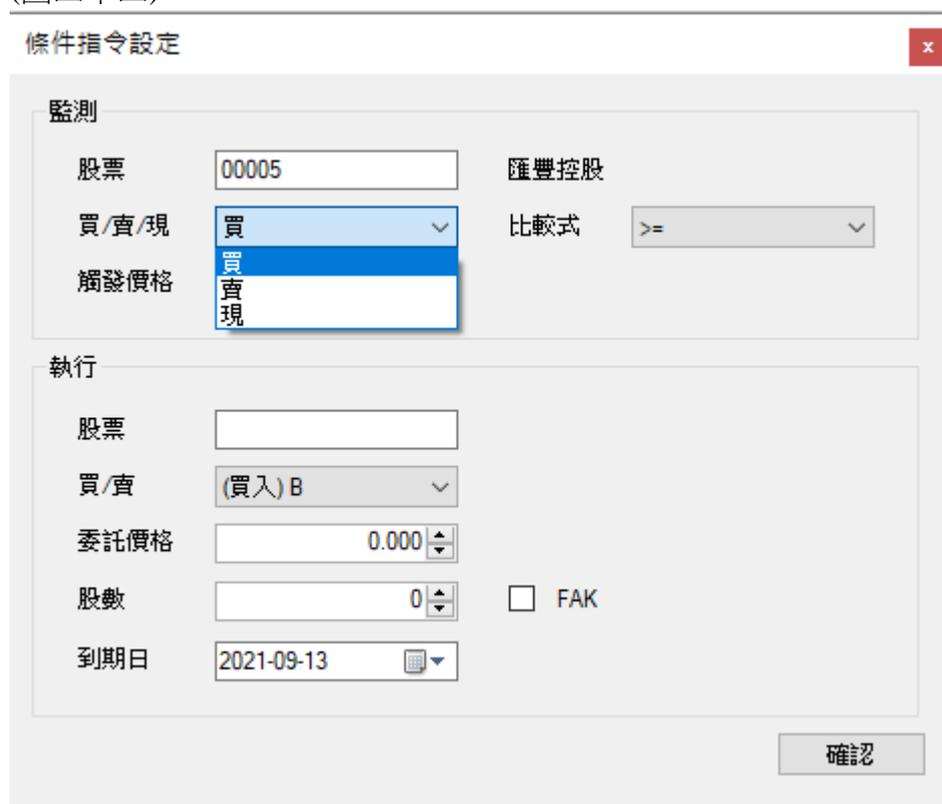 條件指令設定
x
監測
股票 00005 匯豐控股
買/賣/現 買 比較式 >=
買
觸發價格 賣
現
執行
股票
買/賣 (買入) B
委託價格 0.000
股數 0 FAK
到期日 2021-09-13
確認